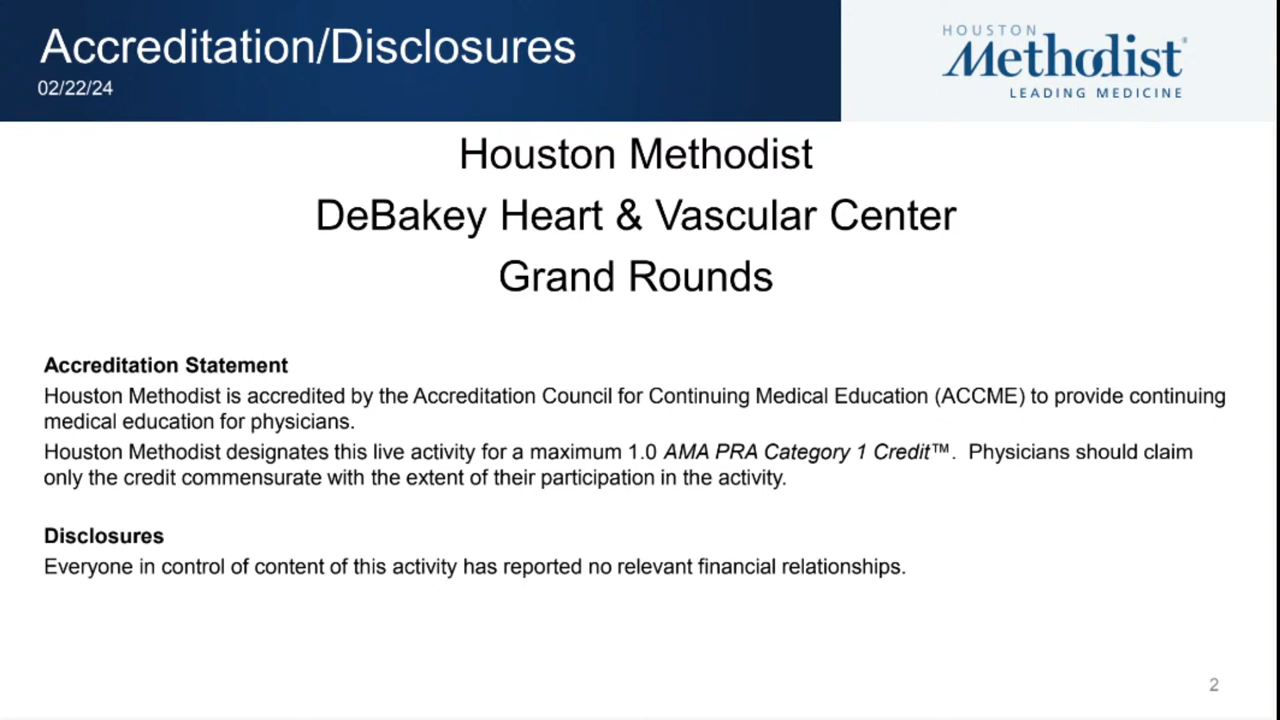 Accreditation/Disclosures
02/22/24
HOUSTON
Methodist®
LEADING MEDICINE
Houston Methodist
DeBakey Heart & Vascular Center
Grand Rounds
Accreditation Statement
Houston Methodist is accredited by the Accreditation Council for Continuing Medical Education (ACCME) to provide continuing
medical education for physicians.
Houston Methodist designates this live activity for a maximum 1.0 AMA PRA Category 1 Credit™.  Physicians should claim
only the credit commensurate with the extent of their participation in the activity.
Disclosures
Everyone in control of content of this activity has reported no relevant financial relationships.
2